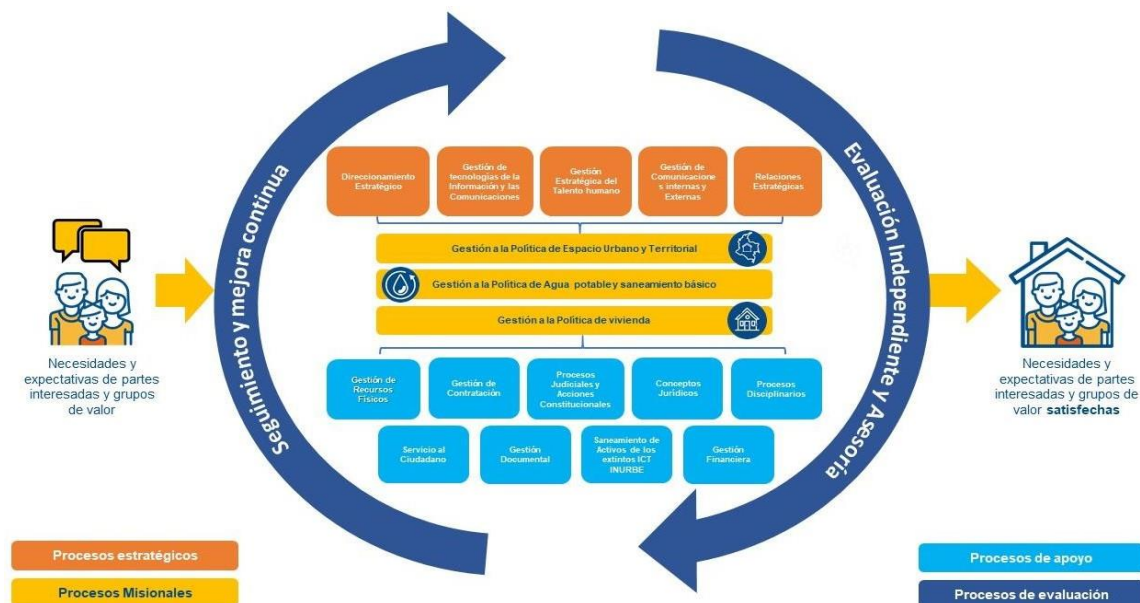 Seguimiento y mejora continua
Evaluación Independiente y Asesoría
Direccionamiento
Estratégico
Gestión de
tecnologías de la
Información y las
Comunicaciones
Gestión
Estratégica del
Talento humano
Gestión de
Comunicacione
s internas y
Externas
Relaciones
Estratégicas
Gestión a la Política de Espacio Urbano y Territorial
Gestión a la Política de Agua potable y saneamiento básico
Gestión a la Política de vivienda
Necesidades y
expectativas de partes
interesadas y grupos
de valor
Necesidades y
expectativas de partes
interesadas y grupos de
valor satisfechas
Gestión de
Recursos
Físicos
Gestión de
Contratación
Procesos
Judiciales y
Acciones
Constitucionales
Conceptos
Jurídicos
Procesos
Disciplinarios
Servicio al
Ciudadano
Gestión
Documental
Saneamiento de
Activos de los
extintos ICT
INURBE
Gestión
Financiera
Procesos estratégicos
Procesos Misionales
Procesos de apoyo
Procesos de evaluación